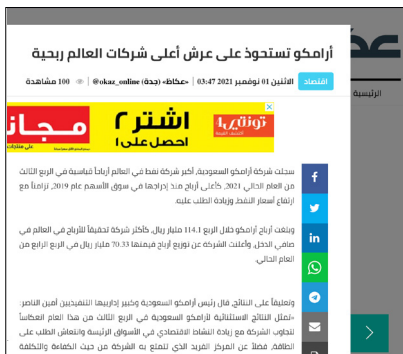 عكاظ
الرئيسية
أرامكو تستحوذ على عرش أعلى شركات العالم ربحية
اقتصاد
الاثنين 01 نوفمبر 2021 03:47 | «عكاظ» (جدة) okaz_online@ | 100 مشاهدة
اشترِ ٢
احصل على ١
مجانا
سجلت شركة أرامكو السعودية، أكبر شركة نفط في العالم أرباحاً قياسية في الربع الثالث
من العام الحالي 2021، كأعلى أرباح منذ إدراجها في سوق الأسهم عام 2019، تزامناً مع
ارتفاع أسعار النفط، وزيادة الطلب عليه.
وبلغت أرباح أرامكو خلال الربع 114.1 مليار ريال، كأكثر شركة تحقيقاً للأرباح في العالم في
صافي الدخل، وأعلنت الشركة عن توزيع أرباح قيمتها 70.33 مليار ريال في الربع الرابع من
العام الحالي.
وتعليقاً على النتائج، قال رئيس أرامكو السعودية وكبير إدارييها التنفيذيين أمين الناصر:
«تمثل النتائج الاستثنائية لأرامكو السعودية في الربع الثالث من هذا العام انعكاساً
لتجاوب الشركة مع زيادة النشاط الاقتصادي في الأسواق الرئيسة وانتعاش الطلب على
الطاقة، فضلاً عن المركز الفريد الذي تتمتع به الشركة من حيث الكفاءة والتكلفة